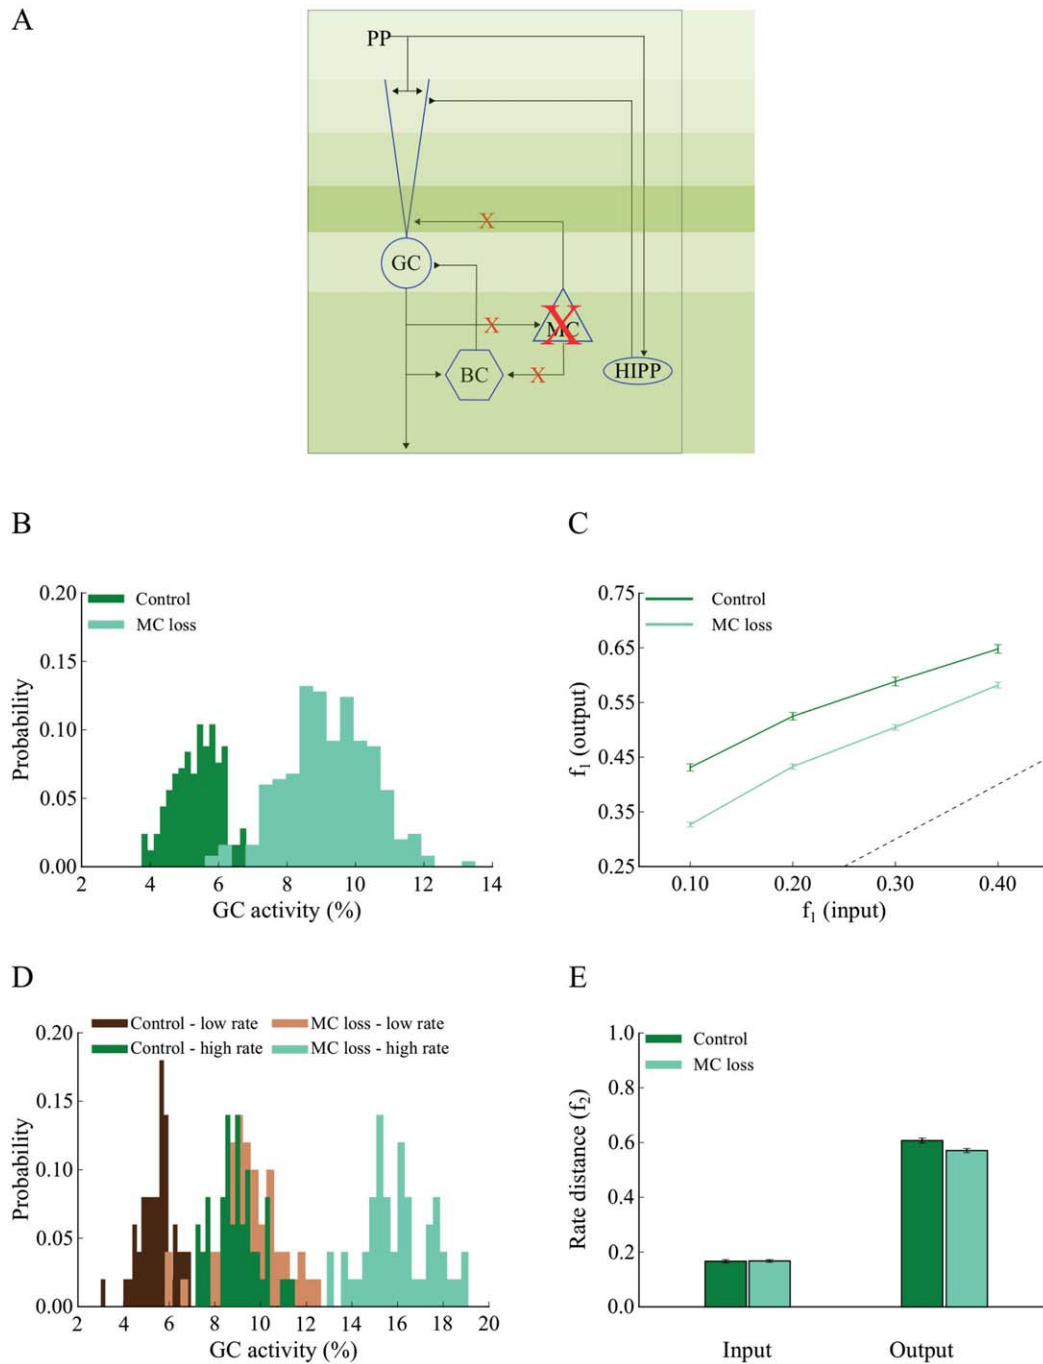 A
PP
X
GC
X
X
MC
BC
X
HIPP
B
0.20
0.15
0.10
0.05
0.00
Probability
Control
MC loss
2
4
6
8
10
12
14
GC activity (%)
C
0.75
0.65
0.55
0.45
0.35
0.25
f₁ (output)
Control
MC loss
0.10
0.20
0.30
0.40
f₁ (input)
D
0.20
0.15
0.10
0.05
0.00
Probability
Control - low rate
MC loss - low rate
Control - high rate
MC loss - high rate
2
4
6
8
10
12
14
16
18
20
GC activity (%)
E
1.0
0.8
0.6
0.4
0.2
0.0
Rate distance (f₂)
Control
MC loss
Input
Output